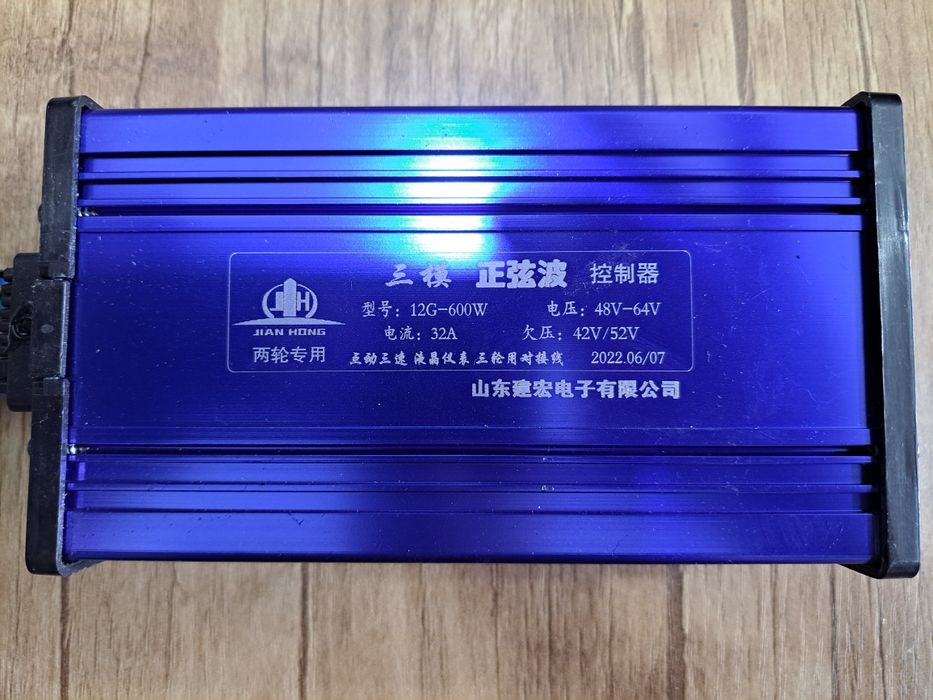 三模 正弦波 控制器
型号：12G-600W 电压：48V-64V
电流：32A 欠压：42V/52V
JIAN HONG
两轮专用
点动三速 液晶仪表 三轮用对接线 2022.06/07
山东建宏电子有限公司